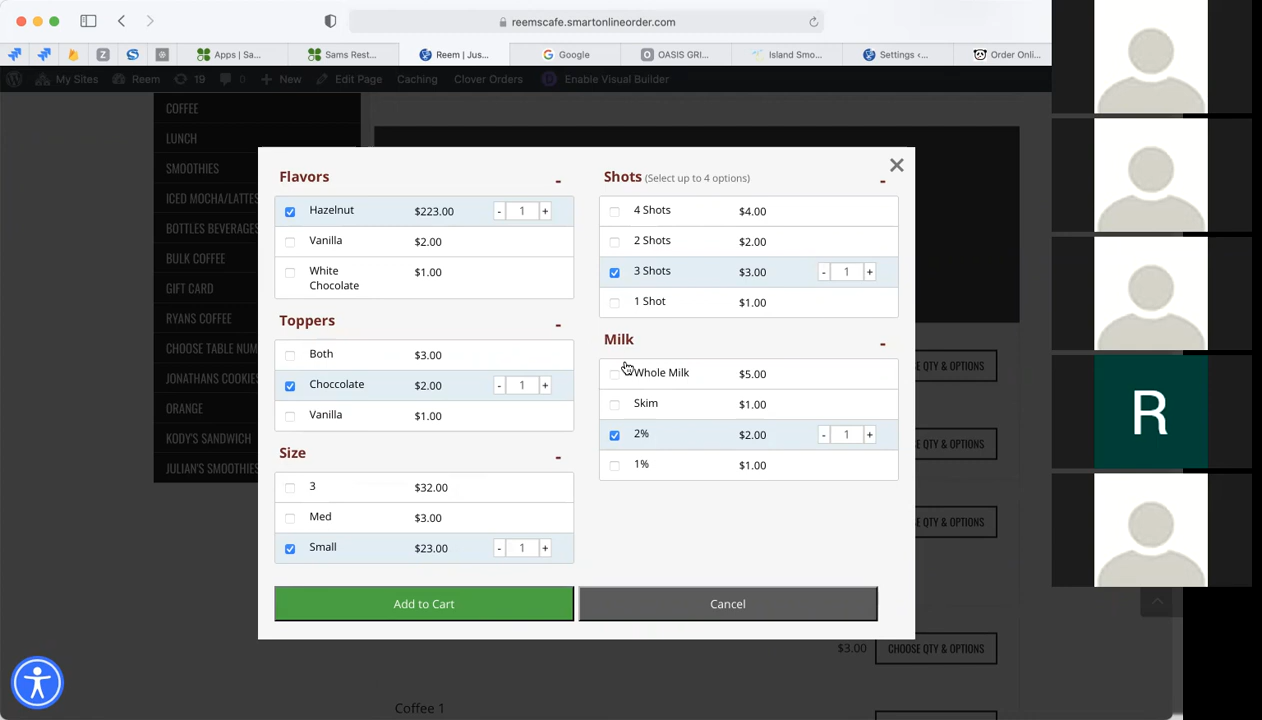 reemscafe.smartonlineorder.com
Z S Apps | Sa... Sams Rest... Reem | Jus... G Google O OASIS GRI... Island Smo... Settings ‹... Order Onli...
My Sites Reem 19 0 + New Edit Page Caching Clover Orders Enable Visual Builder
COFFEE
LUNCH
SMOOTHIES
ICED MOCHA/LATTES
BOTTLES BEVERAGES
BULK COFFEE
GIFT CARD
RYANS COFFEE
CHOOSE TABLE NUM
JONATHANS COOKIES
ORANGE
KODY'S SANDWICH
JULIAN'S SMOOTHIES
Flavors -
Hazelnut $223.00 - 1 +
Vanilla $2.00
White
Chocolate $1.00
Toppers -
Both $3.00
Choccolate $2.00 - 1 +
Vanilla $1.00
Size -
3 $32.00
Med $3.00
Small $23.00 - 1 +
Shots (Select up to 4 options) -
4 Shots $4.00
2 Shots $2.00
3 Shots $3.00 - 1 +
1 Shot $1.00
Milk -
Whole Milk $5.00
Skim $1.00
2% $2.00 - 1 +
1% $1.00
Add to Cart Cancel
QTY & OPTIONS
QTY & OPTIONS
QTY & OPTIONS
$3.00 CHOOSE QTY & OPTIONS
Coffee 1
R